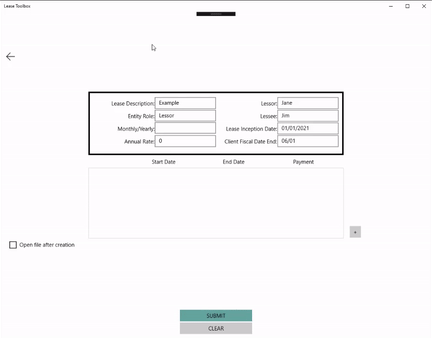 Lease Toolbox
Lease Description: Example
Lessor: Jane
Entity Role: Lessor
Lessee: Jim
Monthly/Yearly:
Lease Inception Date: 01/01/2021
Annual Rate: 0
Client Fiscal Date End: 06/01
Start Date End Date Payment
+
Open file after creation
SUBMIT
CLEAR